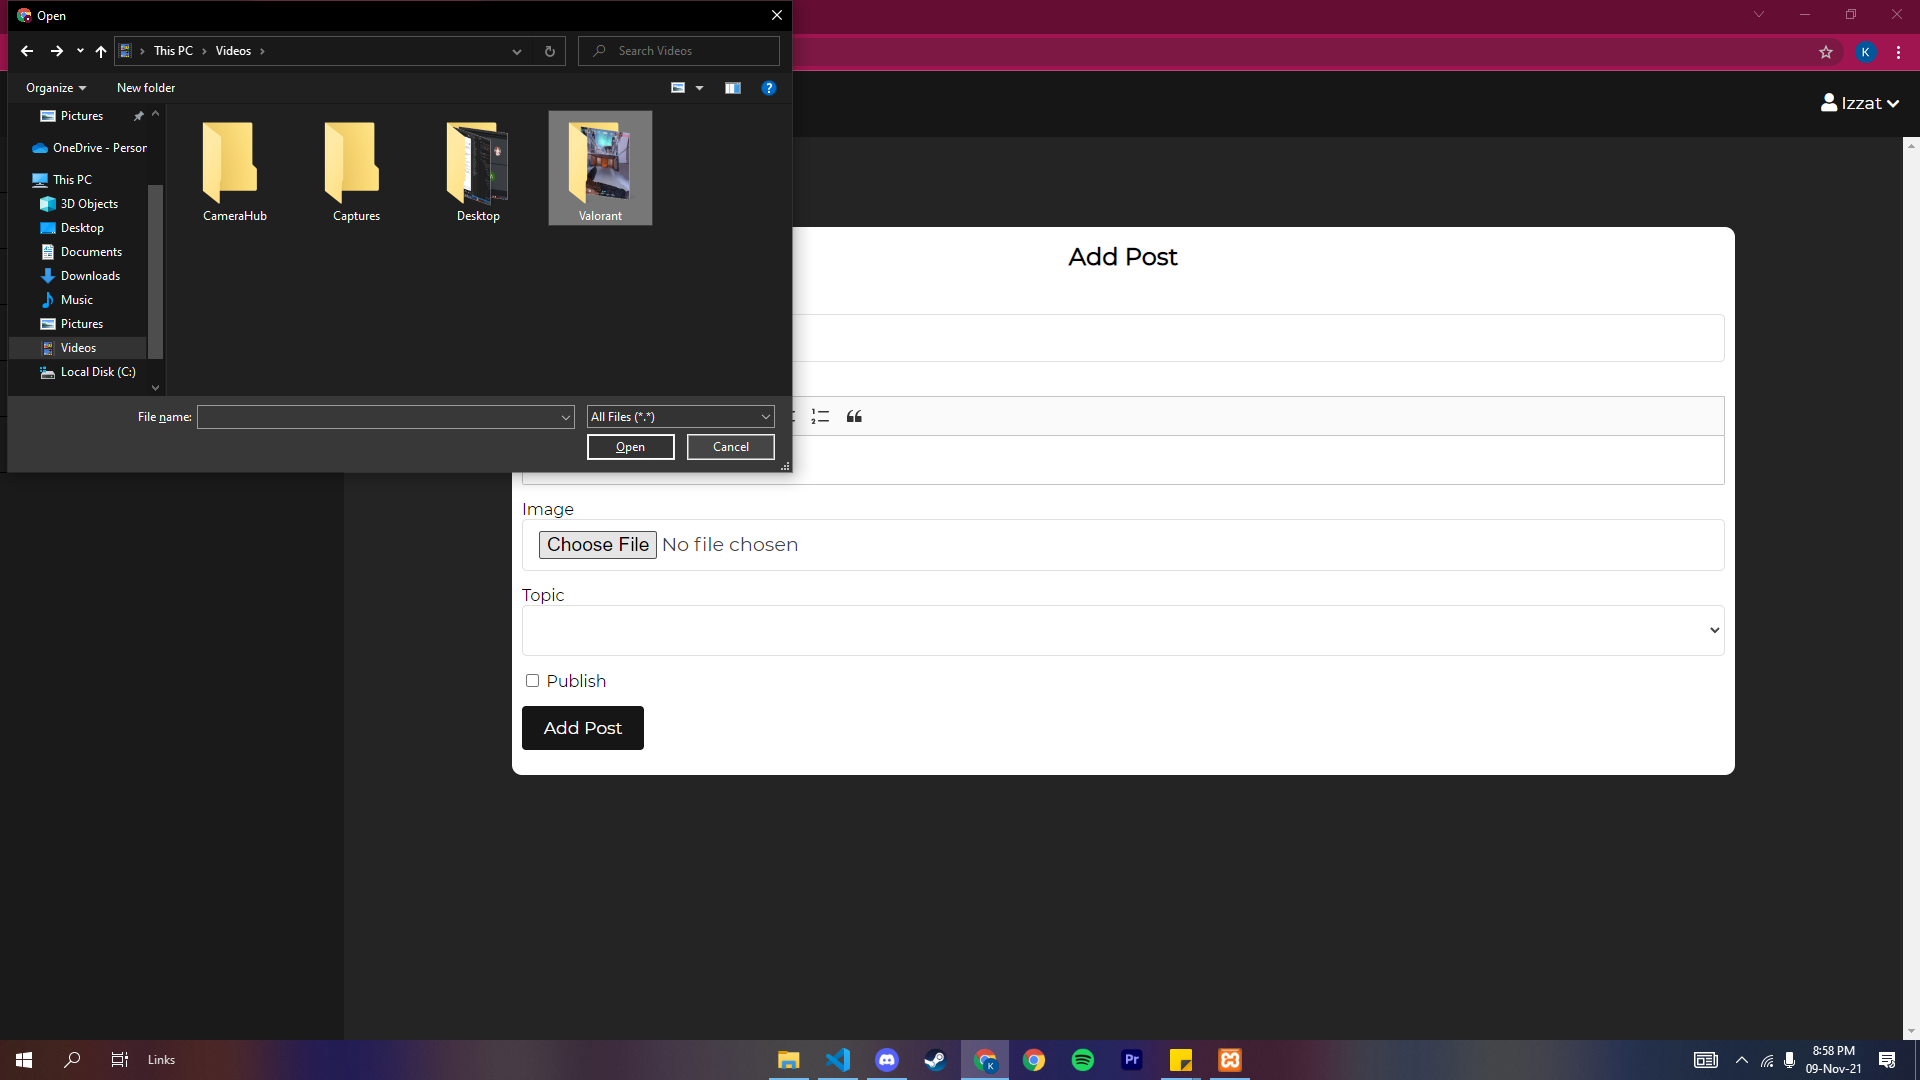 Open
This PC
Videos
Search Videos
K
Organize
New folder
?
Izzat
Pictures
OneDrive - Person
This PC
3D Objects
Desktop
Documents
Downloads
Music
Pictures
Videos
Local Disk (C:)
CameraHub
Captures
Desktop
Valorant
File name:
All Files (*.*)
Open
Cancel
Add Post
Image
Choose File No file chosen
Topic
Publish
Add Post
Links
K
Pr
8:58 PM
09-Nov-21